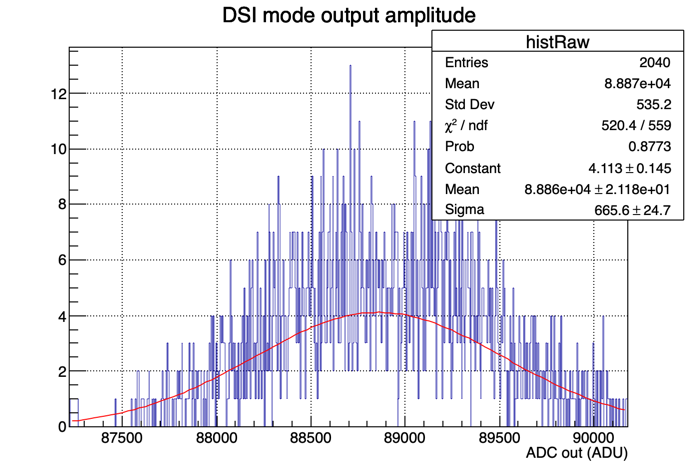 DSI mode output amplitude
histRaw
Entries 2040
Mean 8.887e+04
Std Dev 535.2
χ² / ndf 520.4 / 559
Prob 0.8773
Constant 4.113 ± 0.145
Mean 8.886e+04 ± 2.118e+01
Sigma 665.6 ± 24.7
12
10
8
6
4
2
0
87500 88000 88500 89000 89500 90000
ADC out (ADU)